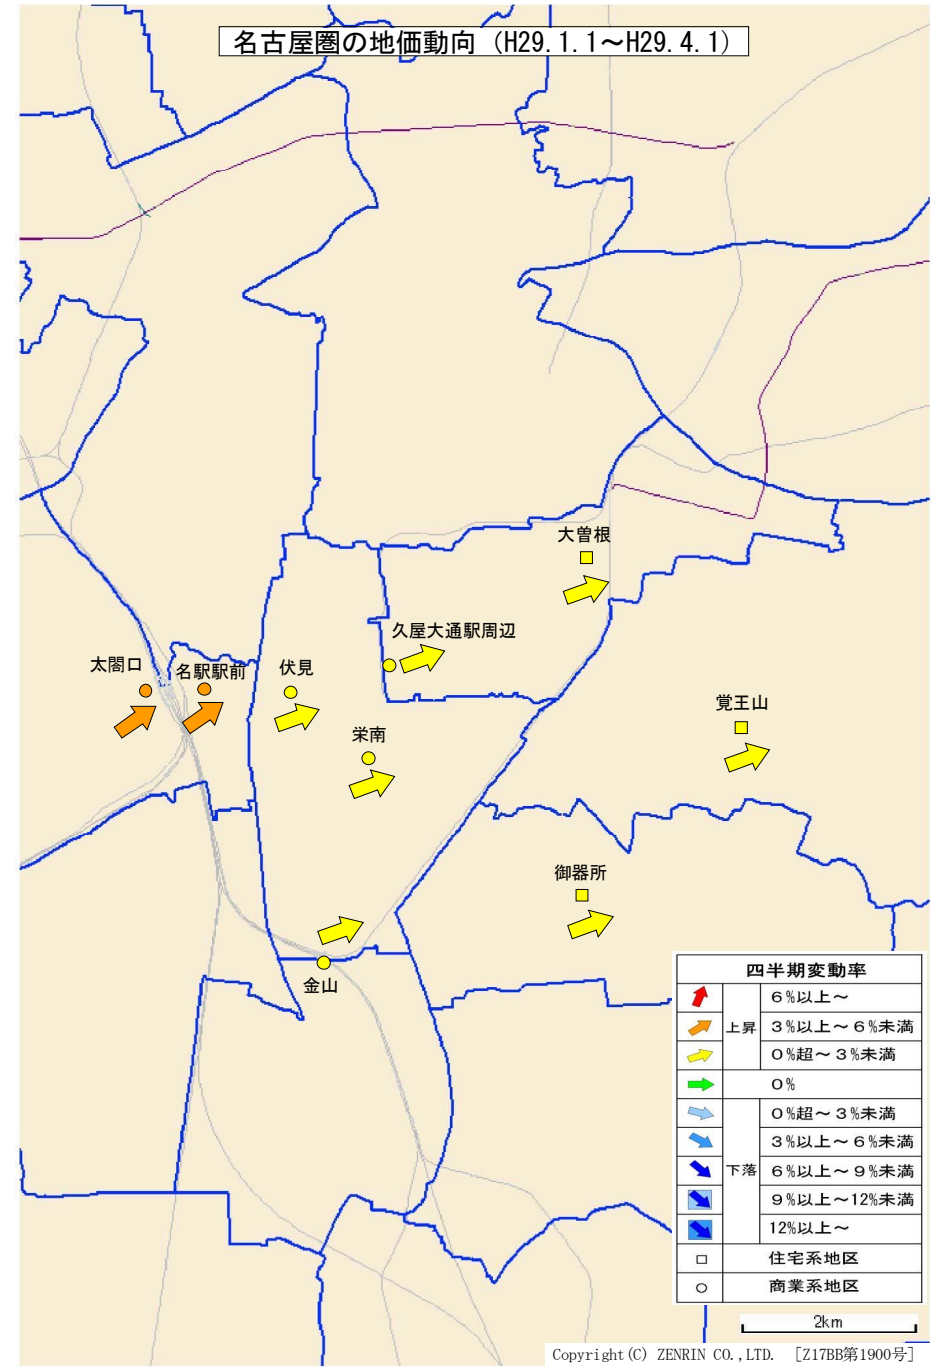 名古屋圏の地価動向（H29.1.1～H29.4.1）
大曽根
久屋大通駅周辺
太閤口
名駅駅前
伏見
覚王山
栄南
御器所
金山
四半期変動率
上昇
６％以上～
３％以上～６％未満
０％超～３％未満
０％
下落
０％超～３％未満
３％以上～６％未満
６％以上～９％未満
９％以上～12％未満
12％以上～
住宅系地区
商業系地区
2km
Copyright(C) ZENRIN CO.,LTD. [Z17BB第1900号]